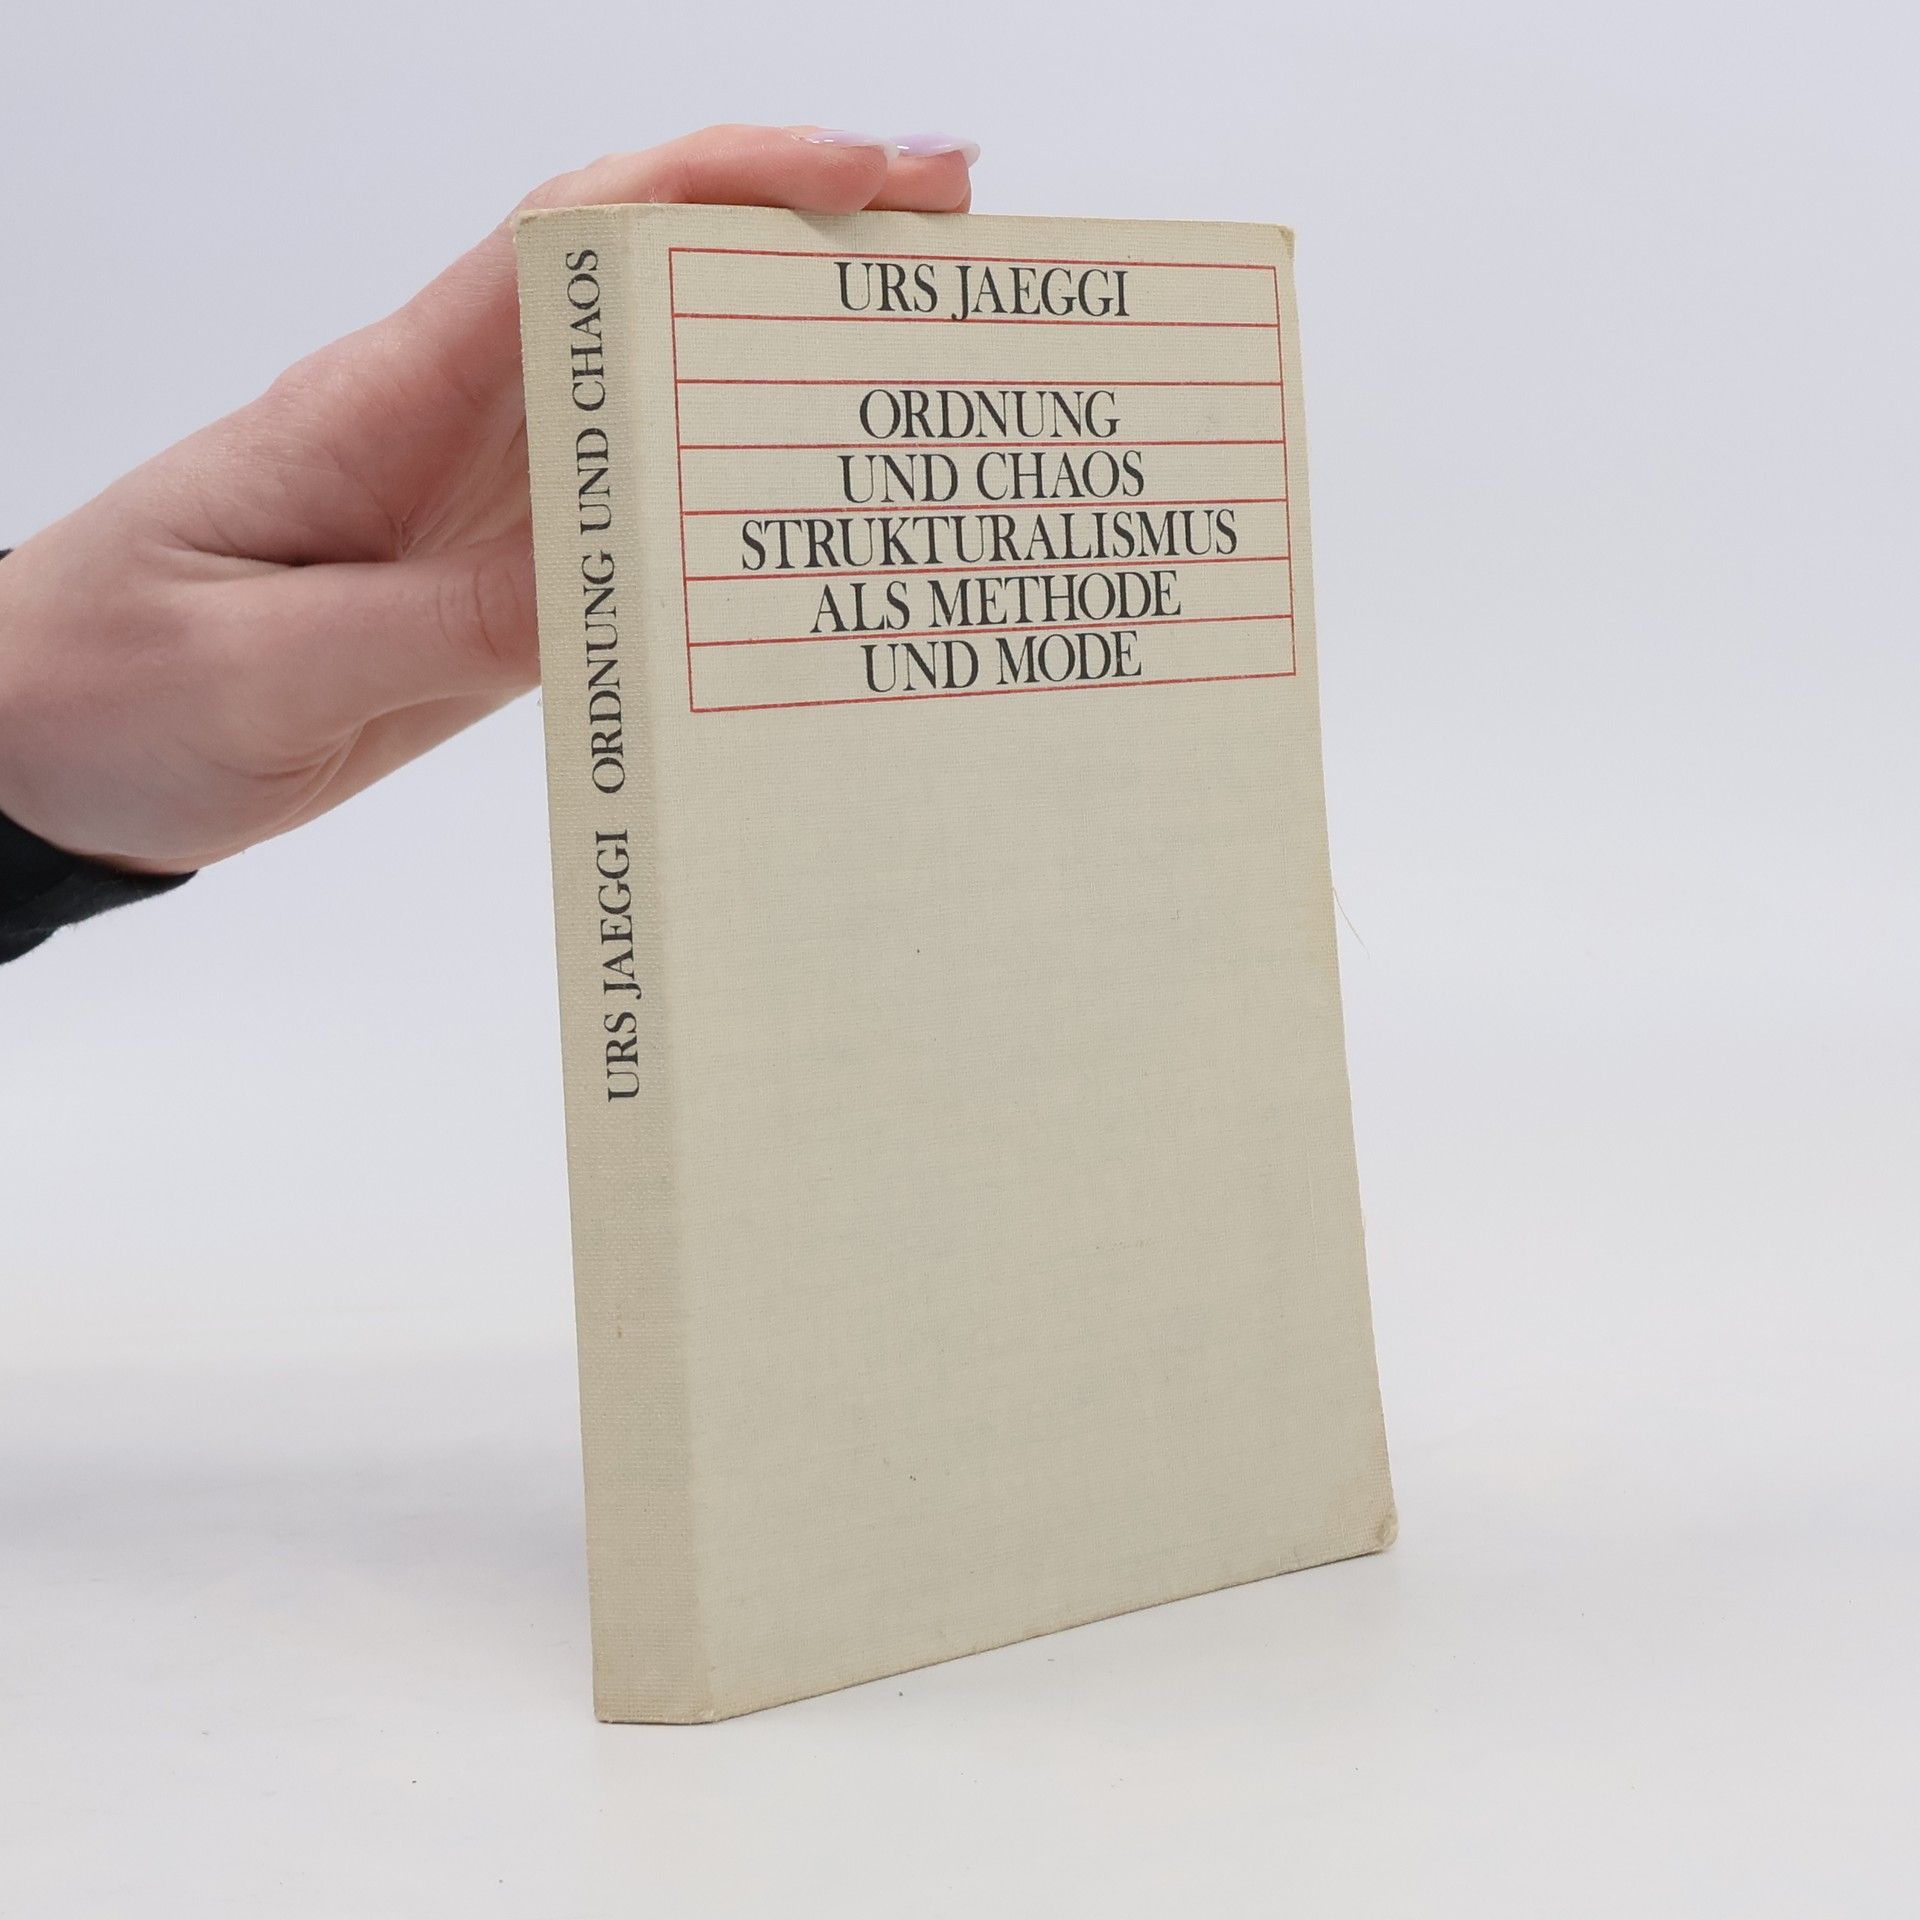 URS JAEGGI
ORDNUNG
UND CHAOS
STRUKTURALISMUS
ALS METHODE
UND MODE
URS JAEGGI ORDNUNG UND CHAOS